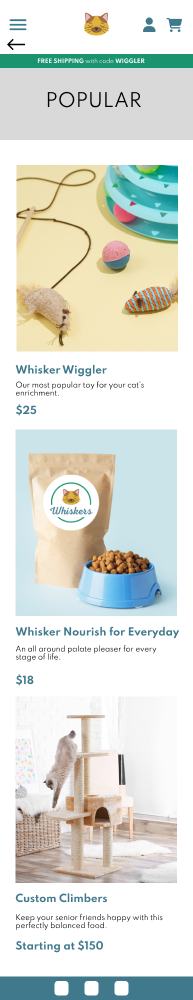 FREE SHIPPING with code WIGGLER
POPULAR
Whisker Wiggler
Our most popular toy for your cat's
enrichment.
$25
Whiskers
Whisker Nourish for Everyday
An all around palate pleaser for every
stage of life.
$18
Custom Climbers
Keep your senior friends happy with this
perfectly balanced food.
Starting at $150